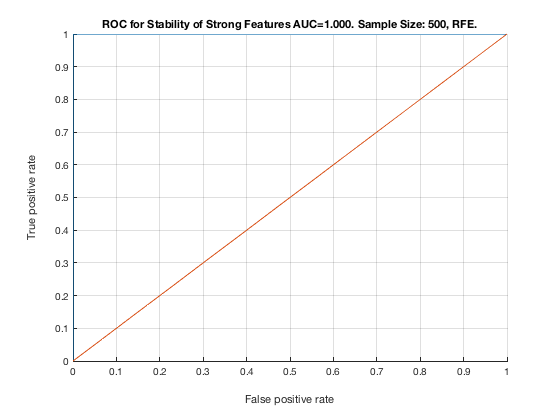 ROC for Stability of Strong Features AUC=1.000. Sample Size: 500, RFE.
1
0.9
0.8
0.7
0.6
0.5
0.4
0.3
0.2
0.1
0
True positive rate
0 0.1 0.2 0.3 0.4 0.5 0.6 0.7 0.8 0.9 1
False positive rate